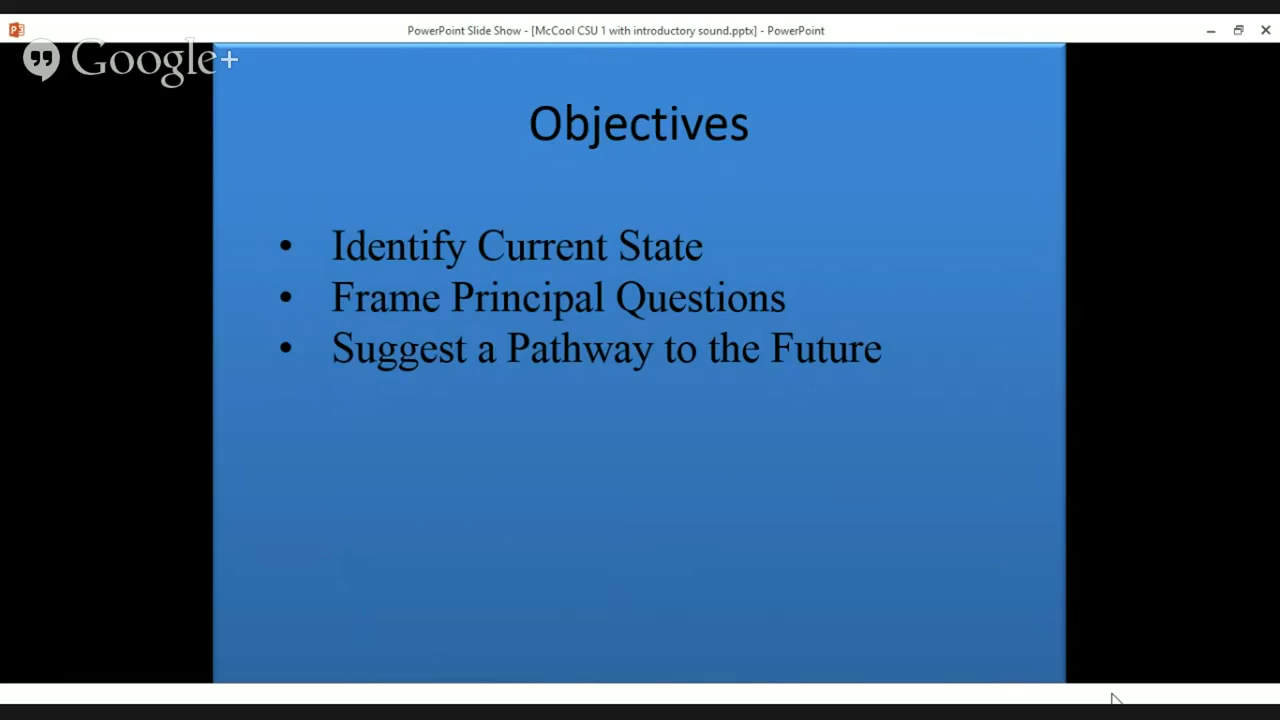 PowerPoint Slide Show - [McCool CSU 1 with introductory sound.pptx] - PowerPoint
Google+
Objectives
• Identify Current State
• Frame Principal Questions
• Suggest a Pathway to the Future